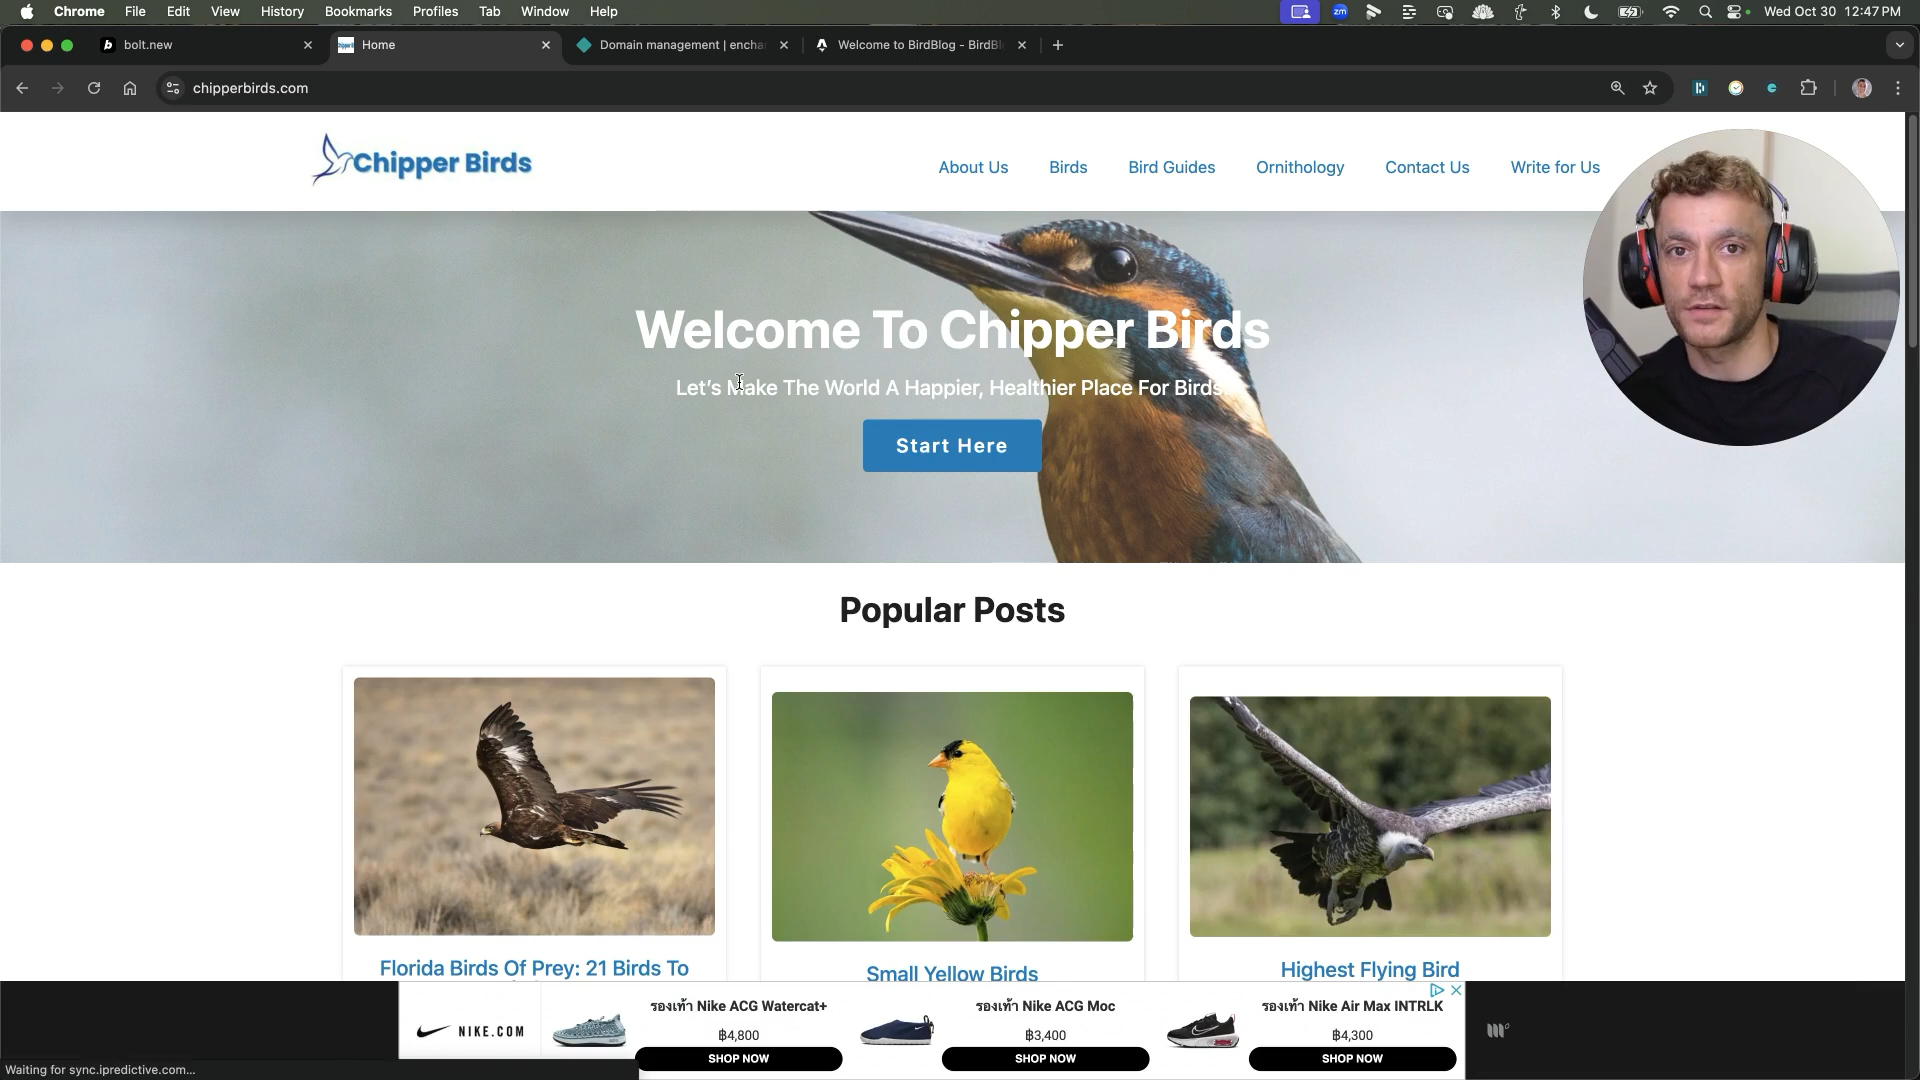 Chrome File Edit View History Bookmarks Profiles Tab Window Help
zm
Wed Oct 30 12:47 PM
bolt.new
Home
Domain management | encha
Welcome to BirdBlog - BirdBl
chipperbirds.com
Chipper Birds
About Us Birds Bird Guides Ornithology Contact Us Write for Us
Welcome To Chipper Birds
Let's Make The World A Happier, Healthier Place For Birds
Start Here
Popular Posts
Florida Birds Of Prey: 21 Birds To
Small Yellow Birds
Highest Flying Bird
NIKE.COM
รองเท้า Nike ACG Watercat+
฿4,800
SHOP NOW
รองเท้า Nike ACG Moc
฿3,400
SHOP NOW
รองเท้า Nike Air Max INTRLK
฿4,300
SHOP NOW
Waiting for sync.ipredictive.com...